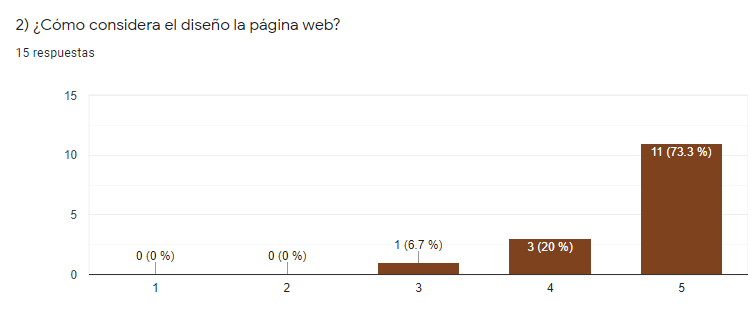 2) ¿Cómo considera el diseño la página web?
15 respuestas
15
10
5
0
0 (0 %)
0 (0 %)
1 (6.7 %)
3 (20 %)
11 (73.3 %)
1
2
3
4
5